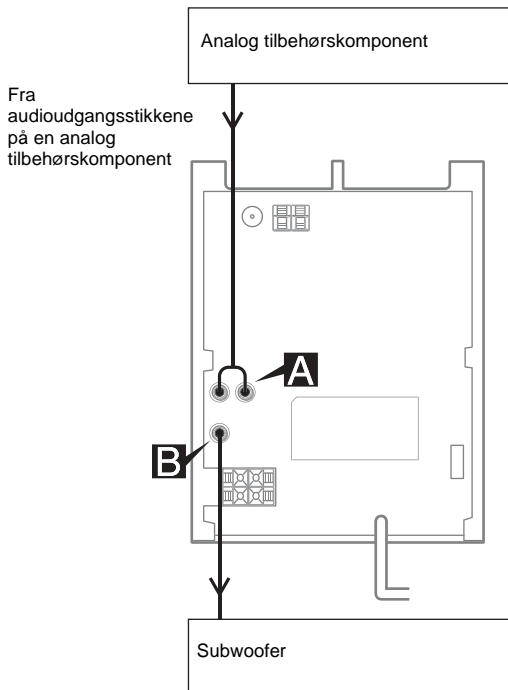 Analog tilbehørskomponent
Fra
audioudgangsstikkene
på en analog
tilbehørskomponent
A
B
Subwoofer